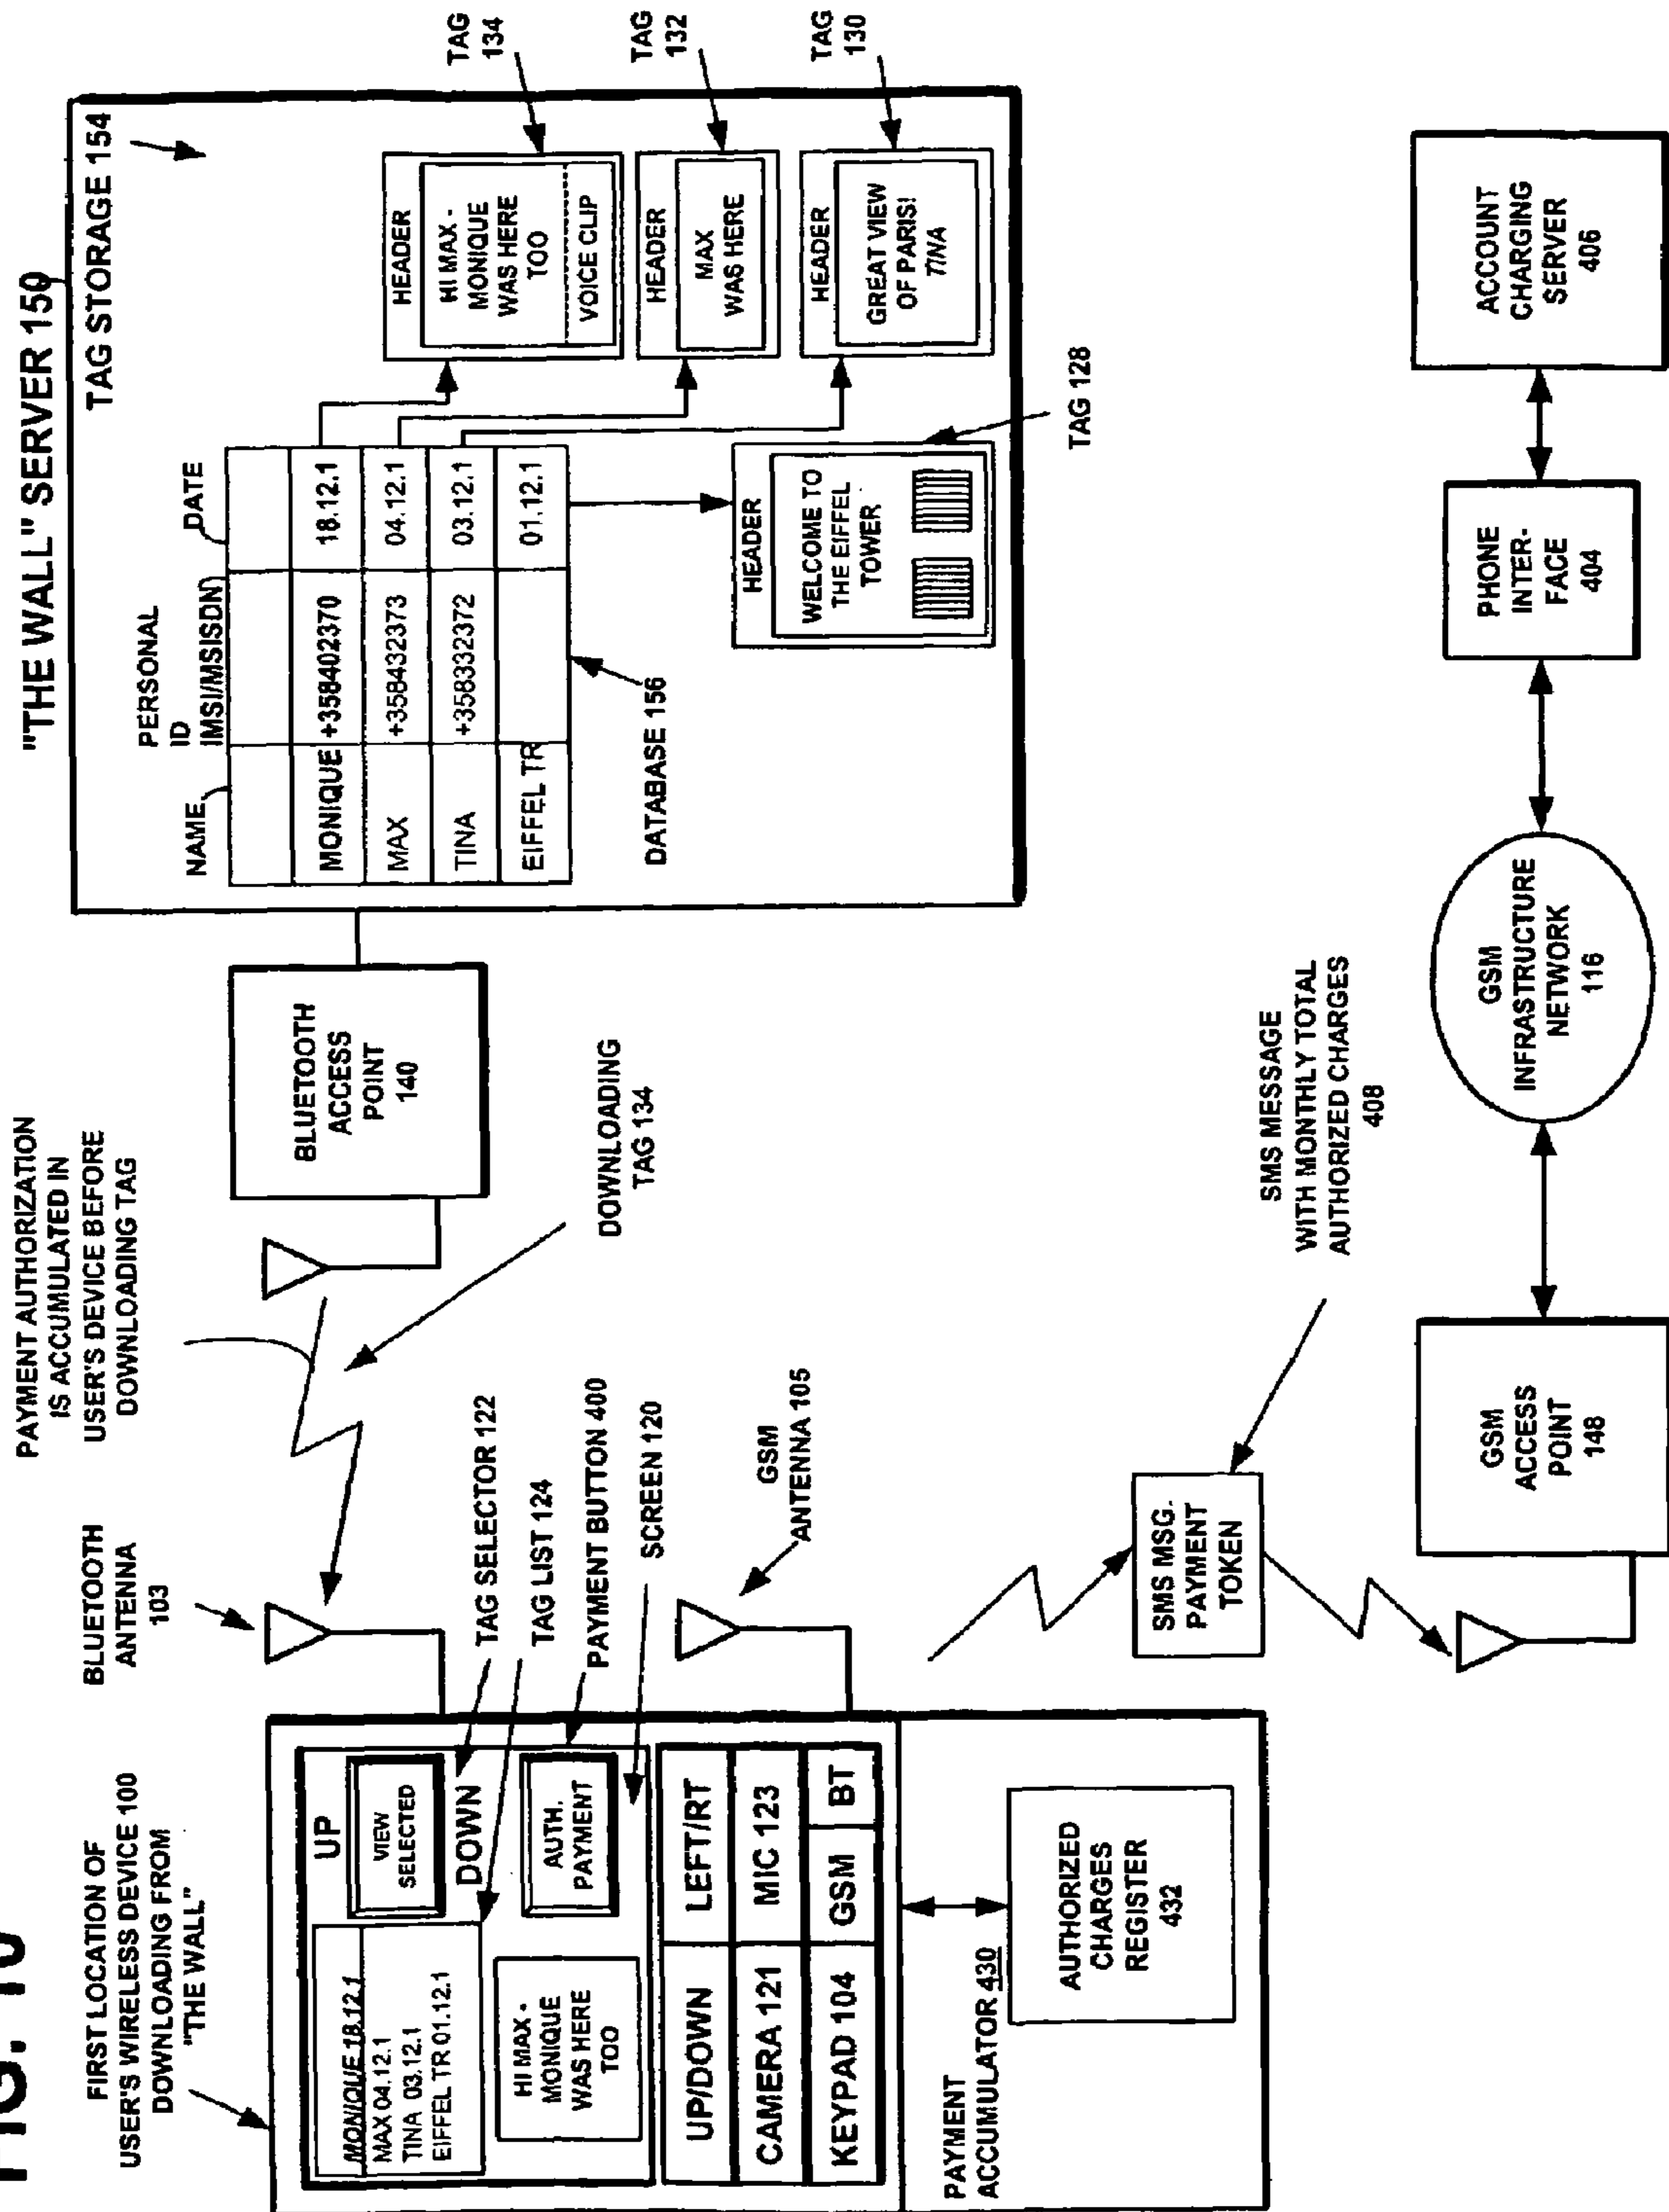 FIG.
FIRST LOCATION OF
USER'S WIRELESS DEVICE 100
DOWNLOADING FROM
"THE WALL"
MONIQUE 18.12.1
MAX 04.12.1
TINA 03.12.1
EIFFEL TR 01.12.1
UP
VIEW
SELECTED
DOWN
HI MAX -
MONIQUE
WAS HERE
TOO
AUTH.
PAYMENT
UP/DOWN
LEFT/RT
CAMERA 121
MIC 123
KEYPAD 104
GSM
BT
PAYMENT
ACCUMULATOR 430
AUTHORIZED
CHARGES
REGISTER
432
BLUETOOTH
ANTENNA
103
TAG SELECTOR 122
TAG LIST 124
PAYMENT BUTTON 400
SCREEN 120
GSM
ANTENNA 105
PAYMENT AUTHORIZATION
IS ACCUMULATED IN
USER'S DEVICE BEFORE
DOWNLOADING TAG
DOWNLOADING
TAG 134
BLUETOOTH
ACCESS
POINT
140
"THE WALL" SERVER 150
TAG STORAGE 154
NAME
PERSONAL
ID
IMSI/MSISDN
DATE
MONIQUE +358402370 18.12.1
MAX +358432373 04.12.1
TINA +358332372 03.12.1
EIFFEL TR 01.12.1
DATABASE 156
HEADER
HI MAX -
MONIQUE
WAS HERE
TOO
VOICE CLIP
TAG
134
HEADER
MAX
WAS HERE
TAG
132
HEADER
GREAT VIEW
OF PARIS!
TINA
TAG
130
HEADER
WELCOME TO
THE EIFFEL
TOWER
TAG 128
SMS MSG.
PAYMENT
TOKEN
SMS MESSAGE
WITH MONTHLY TOTAL
AUTHORIZED CHARGES
408
GSM
ACCESS
POINT
148
GSM
INFRASTRUCTURE
NETWORK
116
PHONE
INTER-
FACE
404
ACCOUNT
CHARGING
SERVER
406